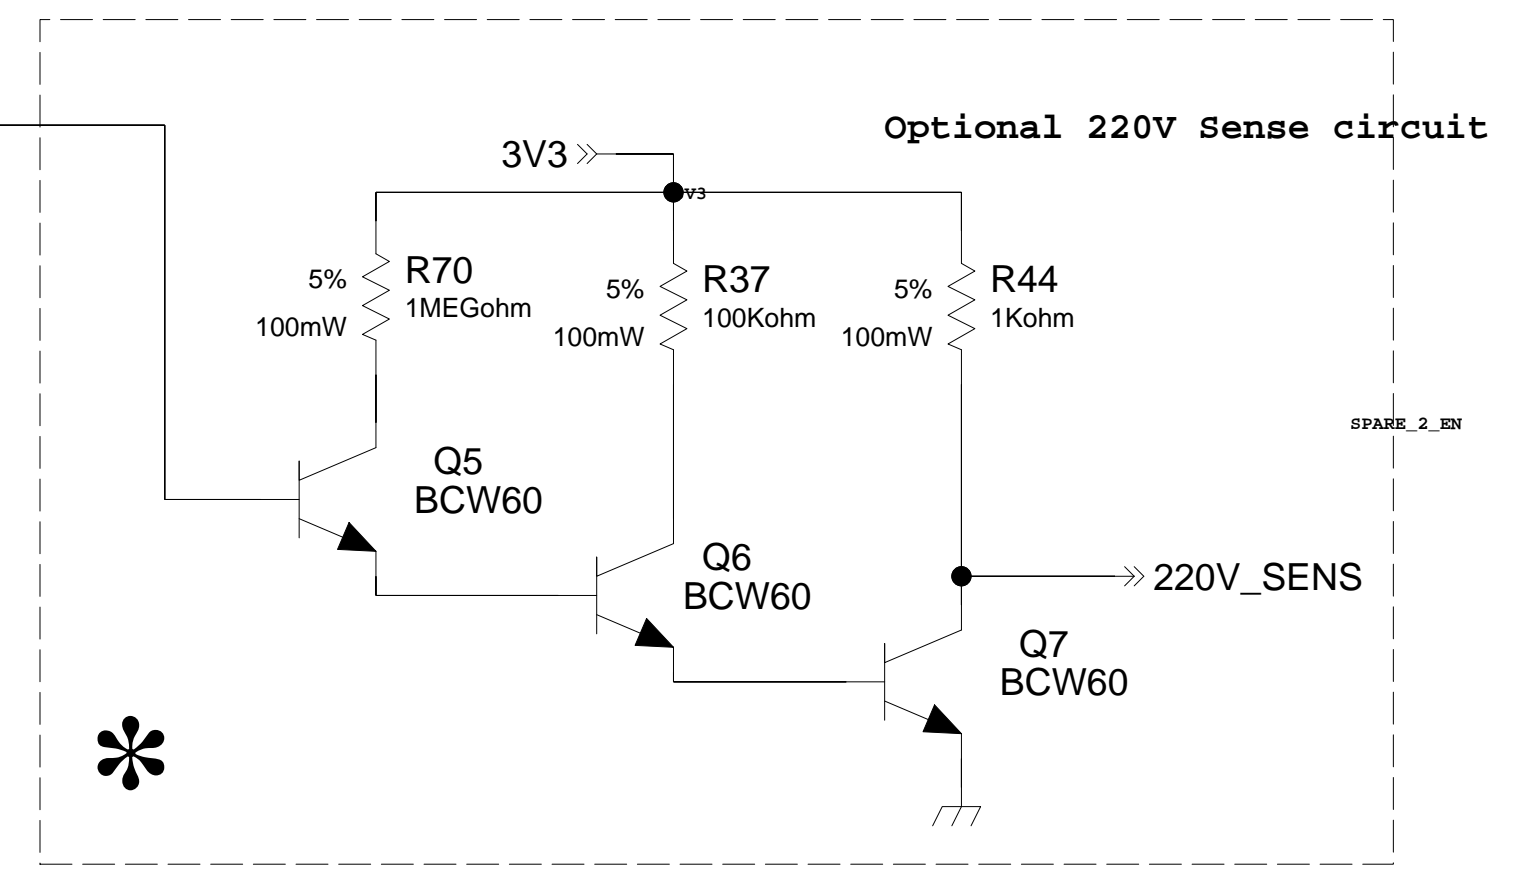 Optional 220V Sense circuit
3V3
V3
5%
R70
1MEGohm
100mW
5%
R37
100Kohm
100mW
5%
R44
1Kohm
100mW
SPARE_2_EN
Q5
BCW60
Q6
BCW60
220V_SENS
Q7
BCW60
*